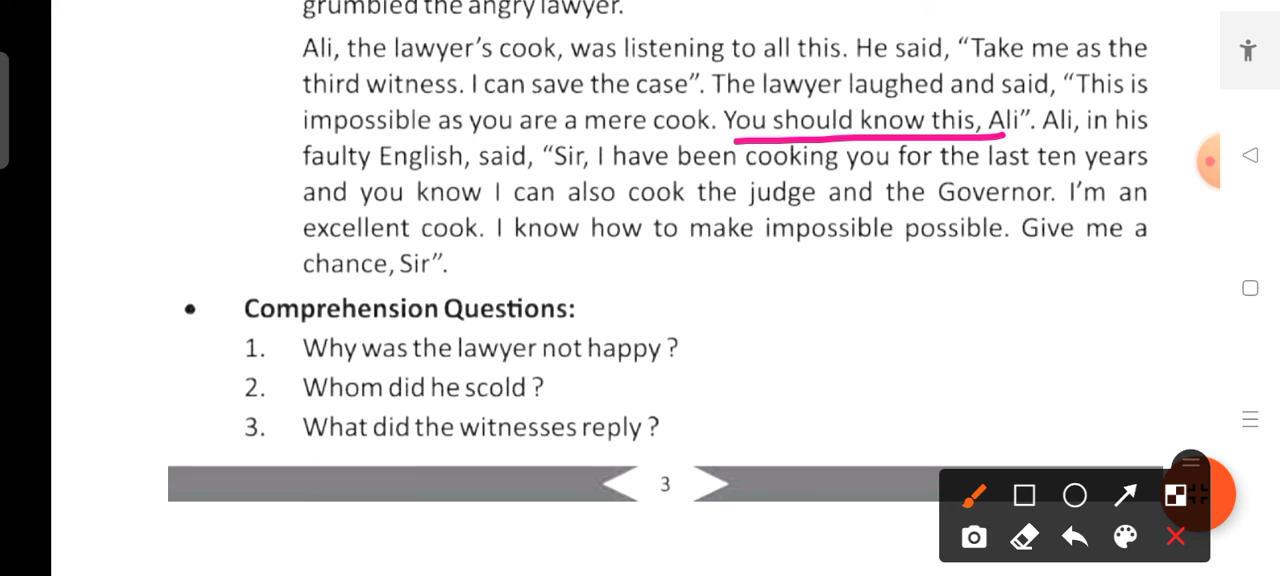 grumbled the angry lawyer.
Ali, the lawyer's cook, was listening to all this. He said, "Take me as the
third witness. I can save the case". The lawyer laughed and said, "This is
impossible as you are a mere cook. You should know this, Ali". Ali, in his
faulty English, said, "Sir, I have been cooking you for the last ten years
and you know I can also cook the judge and the Governor. I'm an
excellent cook. I know how to make impossible possible. Give me a
chance, Sir".
• Comprehension Questions:
1. Why was the lawyer not happy ?
2. Whom did he scold ?
3. What did the witnesses reply ?
3